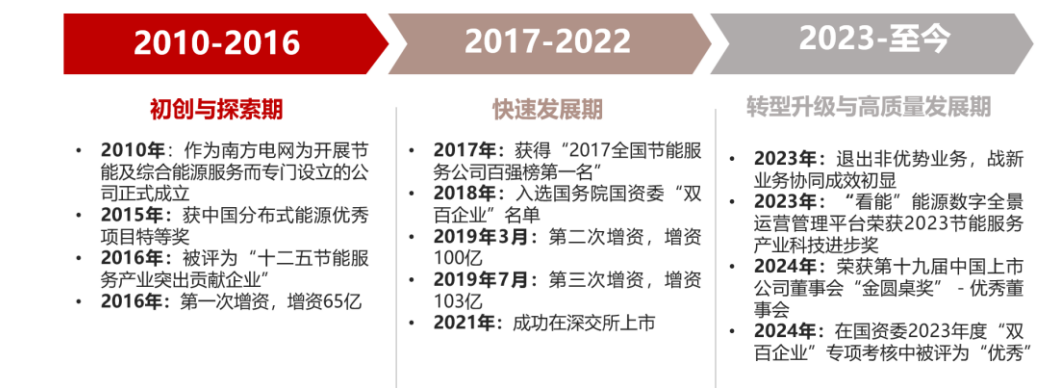 2010-2016
初创与探索期
• 2010年：作为南方电网为开展节
能及综合能源服务而专门设立的公
司正式成立
• 2015年：获中国分布式能源优秀
项目特等奖
• 2016年：被评为“十二五节能服
务产业突出贡献企业”
• 2016年：第一次增资，增资65亿
2017-2022
快速发展期
• 2017年：获得“2017全国节能服
务公司百强榜第一名”
• 2018年：入选国务院国资委“双
百企业”名单
• 2019年3月：第二次增资，增资
100亿
• 2019年7月：第三次增资，增资
103亿
• 2021年：成功在深交所上市
2023-至今
转型升级与高质量发展期
• 2023年：退出非优势业务，战新
业务协同成效初显
• 2023年：“看能”能源数字全景
运营管理平台荣获2023节能服务
产业科技进步奖
• 2024年：荣获第十九届中国上市
公司董事会“金圆桌奖” - 优秀董
事会
• 2024年：在国资委2023年度“双
百企业”专项考核中被评为“优秀”